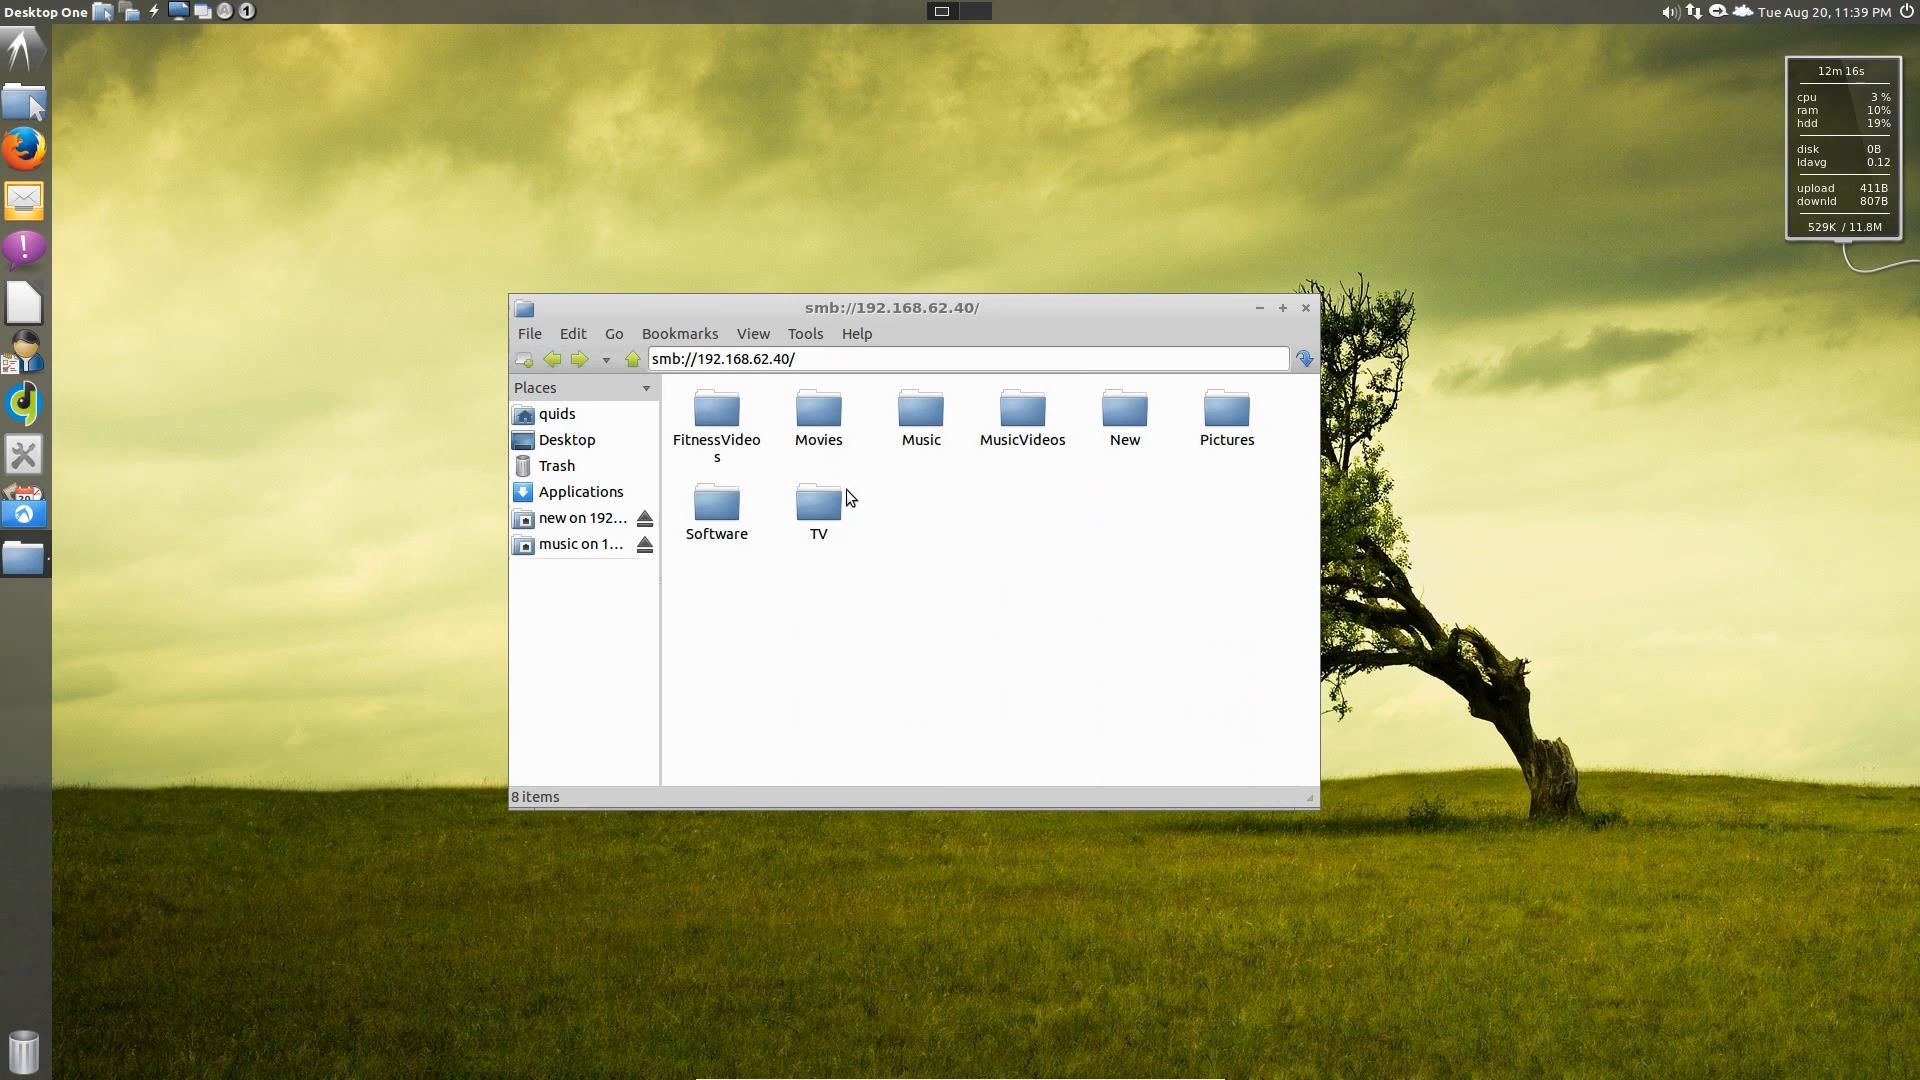 Desktop One
A
1
Tue Aug 20, 11:39 PM
12m 16s
cpu 3 %
ram 10%
hdd 19%
disk 0B
ldavg 0.12
upload 411B
downld 807B
529K / 11.8M
smb://192.168.62.40/
File Edit Go Bookmarks View Tools Help
smb://192.168.62.40/
Places
quids
Desktop
Trash
Applications
new on 192...
music on 1...
FitnessVideo
s
Movies
Music
MusicVideos
New
Pictures
Software
TV
8 items